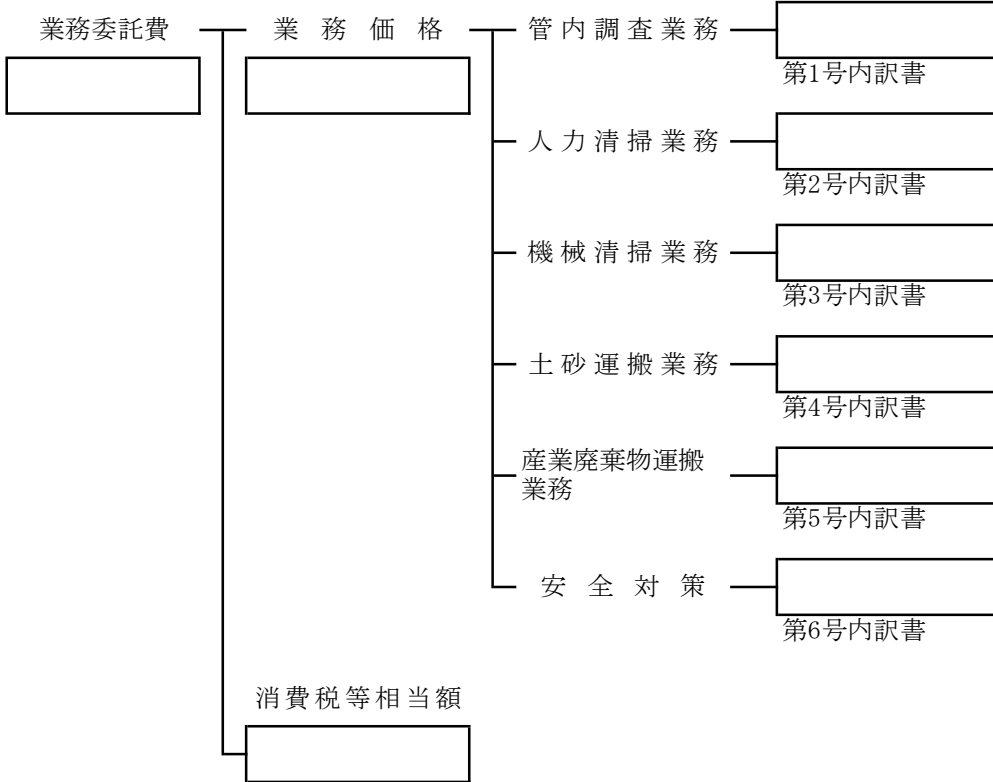 業務委託費
業務価格
管内調査業務
第1号内訳書
人力清掃業務
第2号内訳書
機械清掃業務
第3号内訳書
土砂運搬業務
第4号内訳書
産業廃棄物運搬
業務
第5号内訳書
安全対策
第6号内訳書
消費税等相当額